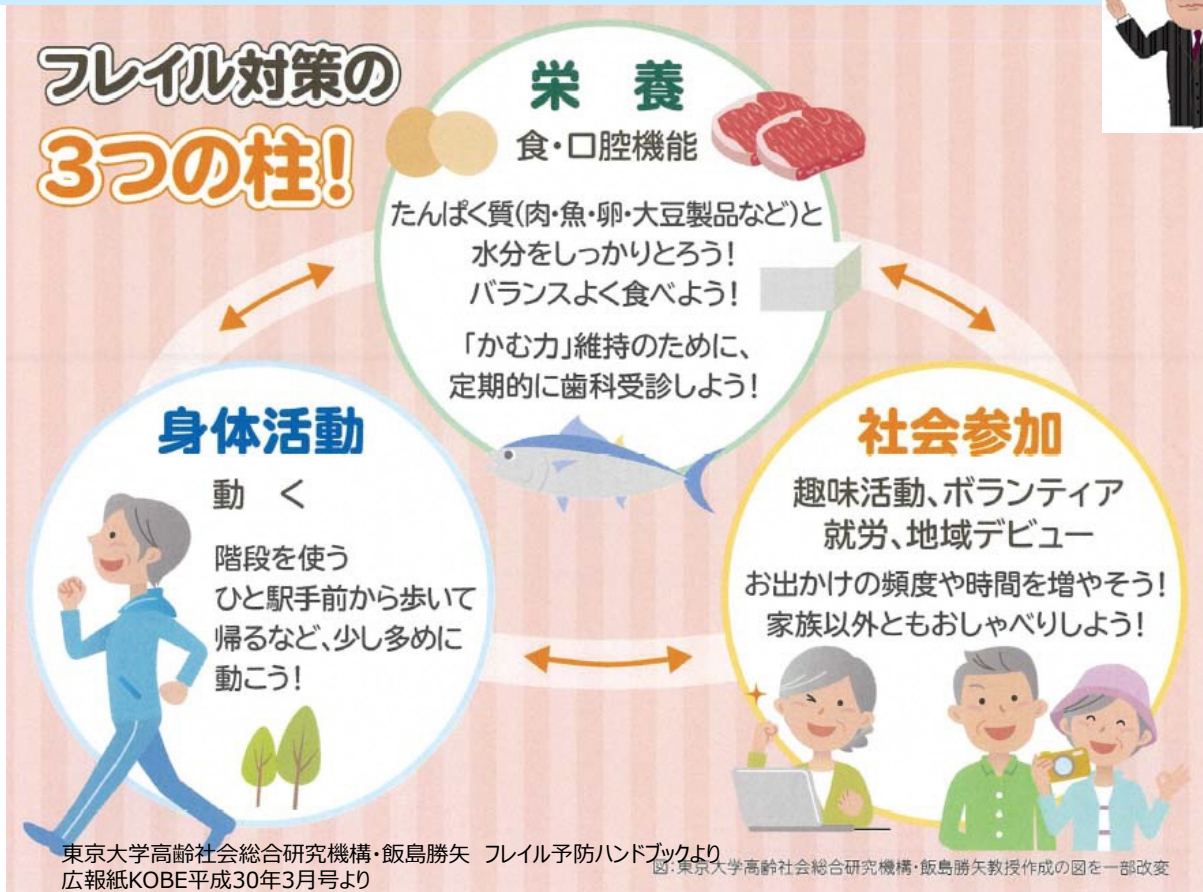 フレイル対策の
3つの柱!
栄 養
食・口腔機能
たんぱく質(肉・魚・卵・大豆製品など)と
水分をしっかりとろう!
バランスよく食べよう!
「かむ力」維持のために、
定期的に歯科受診しよう!
身体活動
動 く
階段を使う
ひと駅手前から歩いて
帰るなど、少し多めに
動こう!
社会参加
趣味活動、ボランティア
就労、地域デビュー
お出かけの頻度や時間を増やそう!
家族以外ともおしゃべりしよう!
東京大学高齢社会総合研究機構・飯島勝矢 フレイル予防ハンドブックより
広報紙KOBE平成30年3月号より
図:東京大学高齢社会総合研究機構・飯島勝矢教授作成の図を一部改変